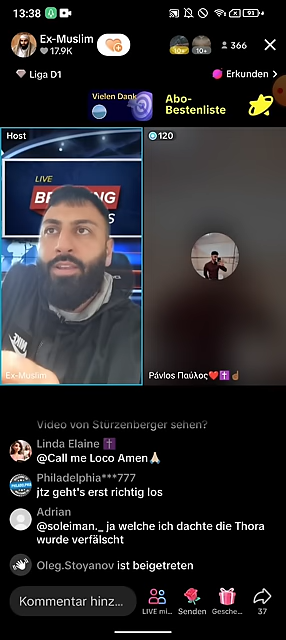 13:38
91
Ex-Muslim
17.9K
10+
10+
366
Liga D1
Erkunden >
Vielen Dank
Abo-
Bestenliste
Host
120
LIVE
BREAKING
Ex-Muslim
Pávlos Παύλος❤️✝️☝🏽
Video von Stürzenberger sehen?
Linda Elaine ✝️
@Call me Loco Amen🙏🏼
Philadelphia***777
jtz geht's erst richtig los
Adrian
@soleiman._ ja welche ich dachte die Thora
wurde verfälscht
Oleg.Stoyanov ist beigetreten
Kommentar hinz...
LIVE mi...
Senden
Gesche...
37